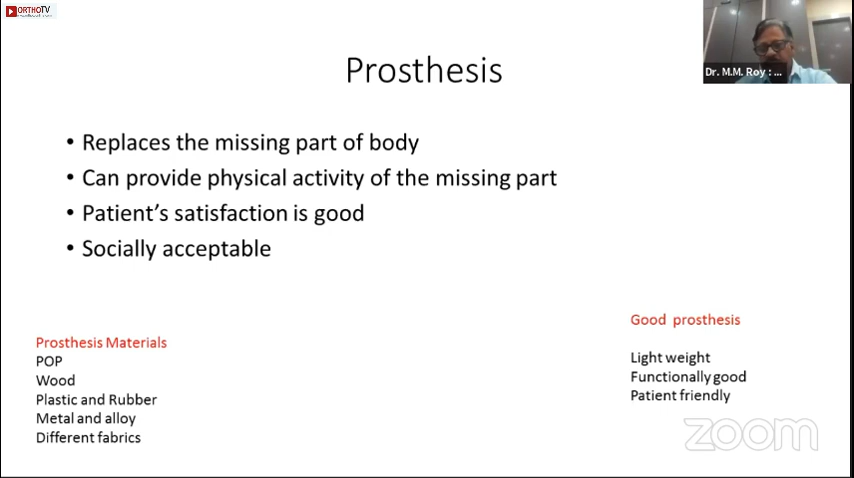 ORTHOTV
Dr. M.M. Roy : ...
Prosthesis
• Replaces the missing part of body
• Can provide physical activity of the missing part
• Patient's satisfaction is good
• Socially acceptable
Prosthesis Materials
POP
Wood
Plastic and Rubber
Metal and alloy
Different fabrics
Good prosthesis
Light weight
Functionally good
Patient friendly
zoom